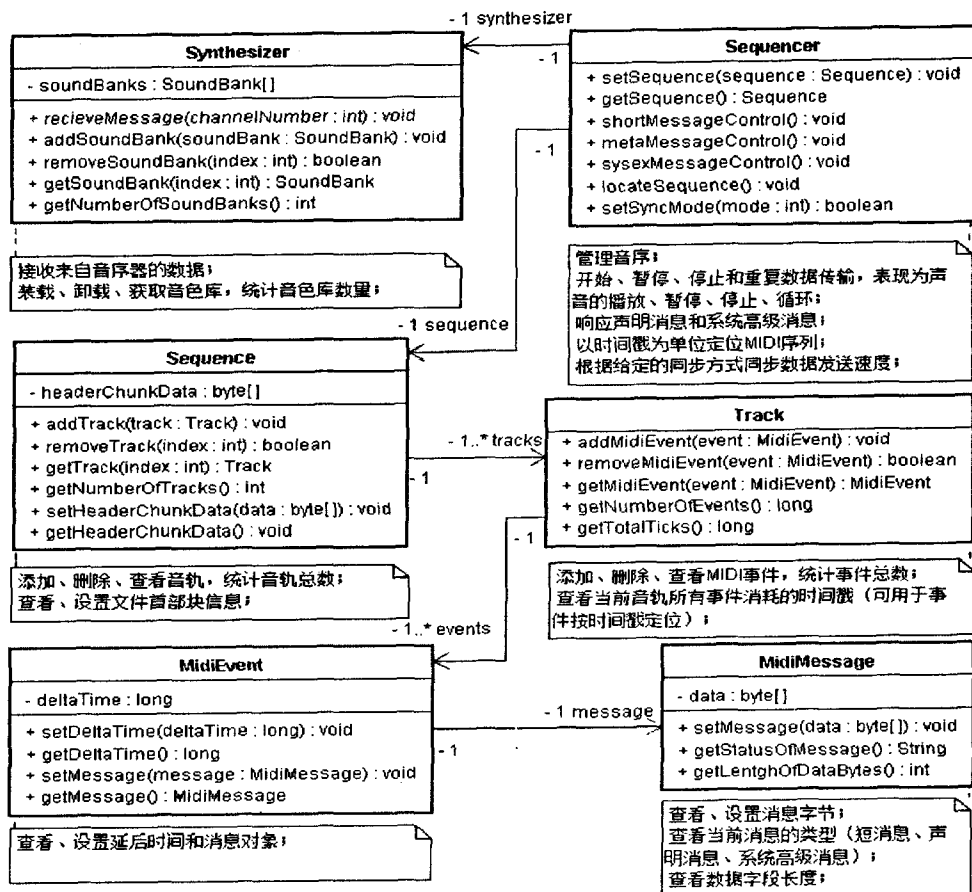 - 1 synthesizer
Synthesizer
- soundBanks : SoundBank[]
+ recieveMessage(channelNumber : int) : void
+ addSoundBank(soundBank : SoundBank) : void
+ removeSoundBank(index : int) : boolean
+ getSoundBank(index : int) : SoundBank
+ getNumberOfSoundBanks() : int
- 1
Sequencer
+ setSequence(sequence : Sequence) : void
+ getSequence() : Sequence
+ shortMessageControl() : void
+ metaMessageControl() : void
+ sysexMessageControl() : void
+ locateSequence() : void
+ setSyncMode(mode : int) : boolean
- 1
接收来自音序器的数据；
装载、卸载、获取音色库，统计音色库数量；
管理音序；
开始、暂停、停止和重复数据传输，表现为声
音的播放、暂停、停止、循环；
响应声明消息和系统高级消息；
以时间戳为单位定位MIDI序列；
根据给定的同步方式同步数据发送速度；
- 1 sequence
Sequence
- headerChunkData : byte[]
+ addTrack(track : Track) : void
+ removeTrack(index : int) : boolean
+ getTrack(index : int) : Track
+ getNumberOfTracks() : int
+ setHeaderChunkData(data : byte[]) : void
+ getHeaderChunkData() : void
- 1..* tracks
- 1
Track
+ addMidiEvent(event : MidiEvent) : void
+ removeMidiEvent(event : MidiEvent) : boolean
+ getMidiEvent(event : MidiEvent) : MidiEvent
+ getNumberOfEvents() : long
+ getTotalTicks() : long
- 1
添加、删除、查看音轨，统计音轨总数；
查看、设置文件首部块信息；
添加、删除、查看MIDI事件，统计事件总数；
查看当前音轨所有事件消耗的时间戳（可用于事
件按时间戳定位）；
- 1..* events
MidiEvent
- deltaTime : long
+ setDeltaTime(deltaTime : long) : void
+ getDeltaTime() : long
+ setMessage(message : MidiMessage) : void
+ getMessage() : MidiMessage
- 1 message
- 1
MidiMessage
- data : byte[]
+ setMessage(data : byte[]) : void
+ getStatusOfMessage() : String
+ getLentghOfDataBytes() : int
查看、设置延后时间和消息对象；
查看、设置消息字节；
查看当前消息的类型（短消息、声
明消息、系统高级消息）；
查看数据字段长度；